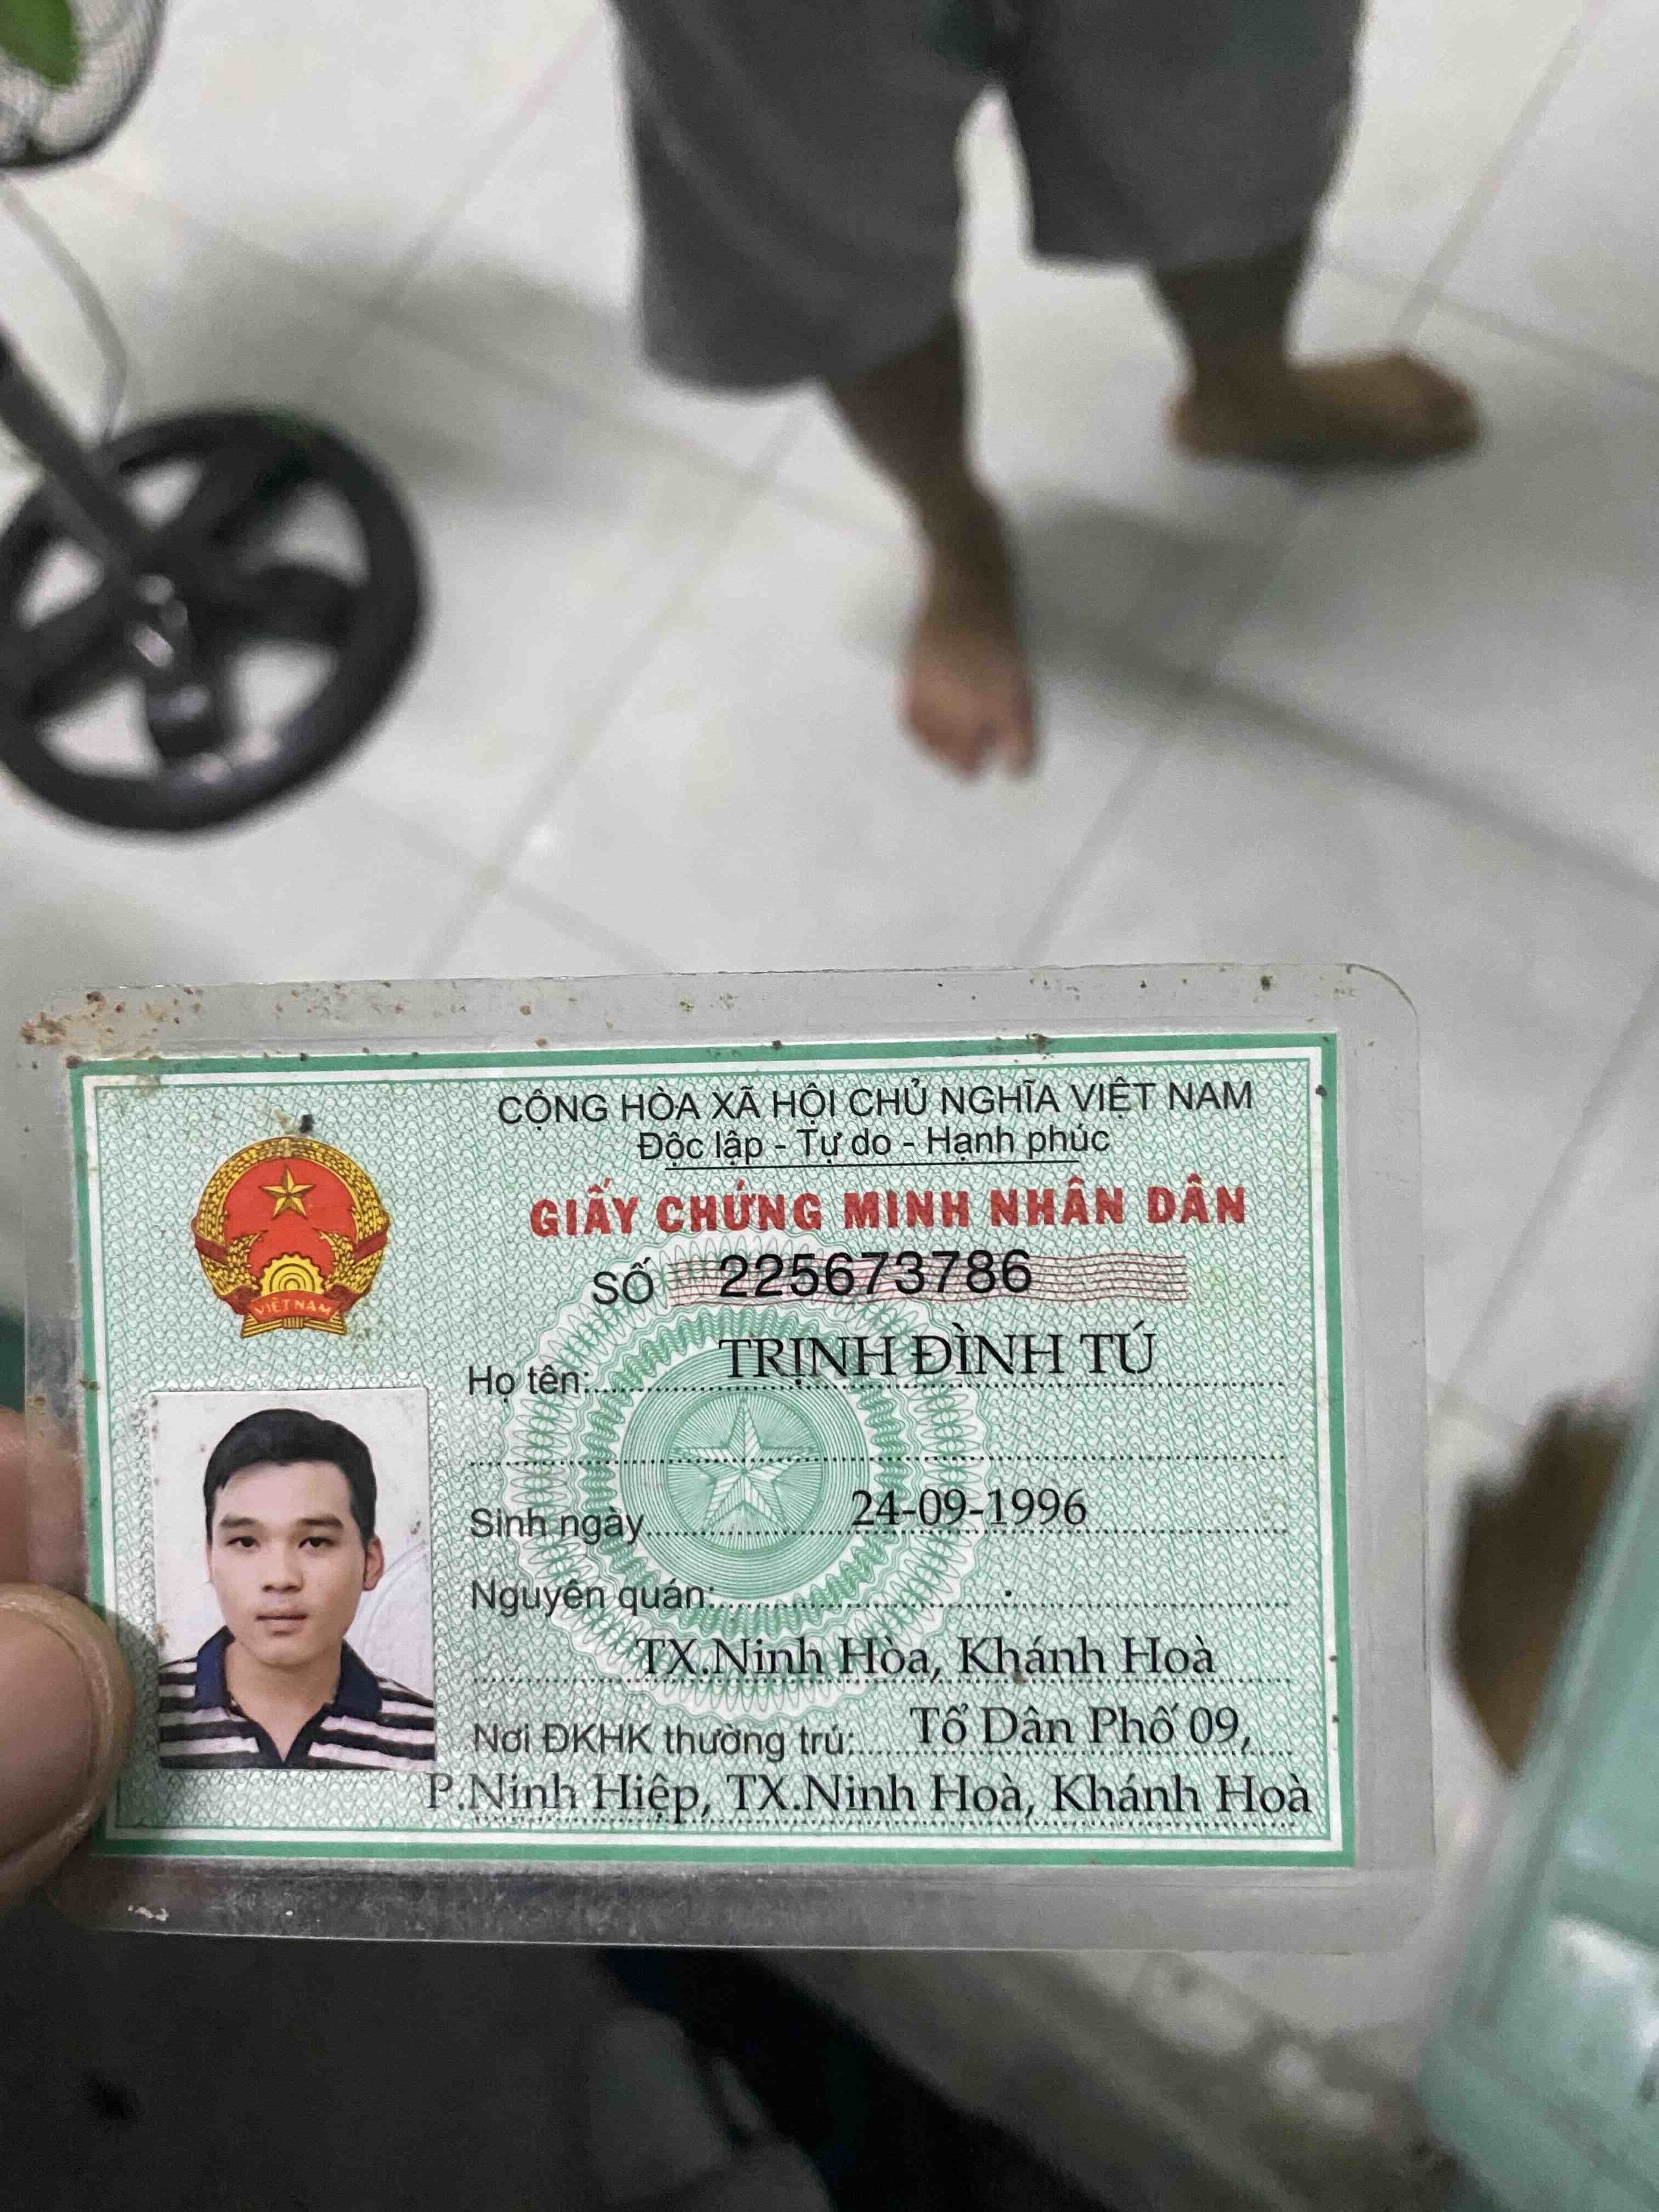 CỘNG HÒA XÃ HỘI CHỦ NGHĨA VIỆT NAM
Độc lập - Tự do - Hạnh phúc
GIẤY CHỨNG MINH NHÂN DÂN
SỐ 225673786
VIỆT NAM
Họ tên: TRỊNH ĐÌNH TÚ
Sinh ngày 24-09-1996
Nguyên quán:
TX.Ninh Hòa, Khánh Hoà
Nơi ĐKHK thường trú: Tổ Dân Phố 09,
P.Ninh Hiệp, TX.Ninh Hoà, Khánh Hoà